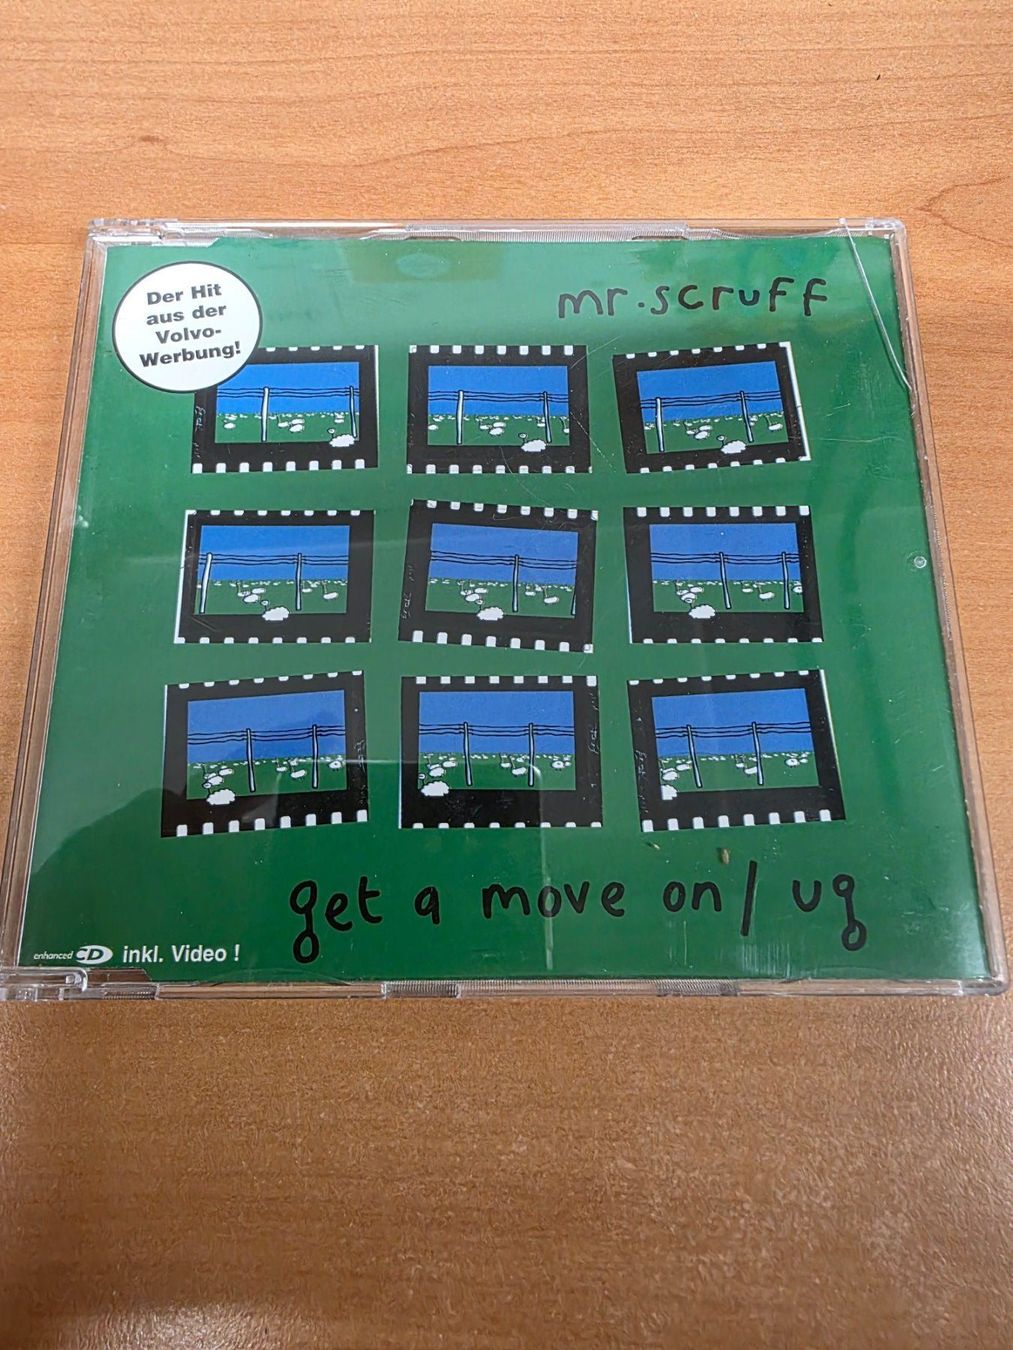 Der Hit
aus der
Volvo-
Werbung!
mr.scruff
get a move on / ug
enhanced CD inkl. Video !